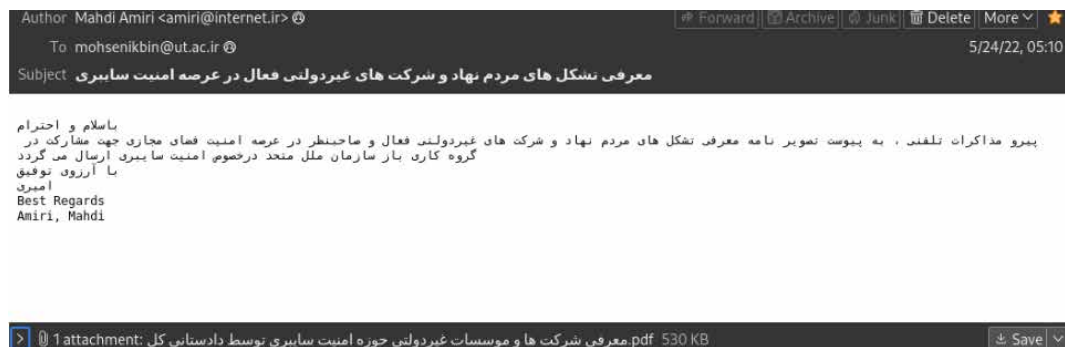 Author Mahdi Amiri <amiri@internet.ir>
Forward Archive Junk Delete More
To mohsenikbin@ut.ac.ir
5/24/22, 05:10
Subject معرفی تشکل های مردم نهاد و شرکت های غیردولتی فعال در عرصه امنیت سایبری
باسلام و احترام
پیرو مذاکرات تلفنی ، به پیوست تصویر نامه معرفی تشکل های مردم نهاد و شرکت های غیردولتی فعال و صاحبنظر در عرصه امنیت فضای مجازی جهت مشارکت در
گروه کاری باز سازمان ملل متحد درخصوص امنیت سایبری ارسال می گردد
با آرزوی توفیق
امیری
Best Regards
Amiri, Mahdi
1 attachment: معرفی شرکت ها و موسسات غیردولتی حوزه امنیت سایبری توسط دادستانی کل.pdf 530 KB
Save